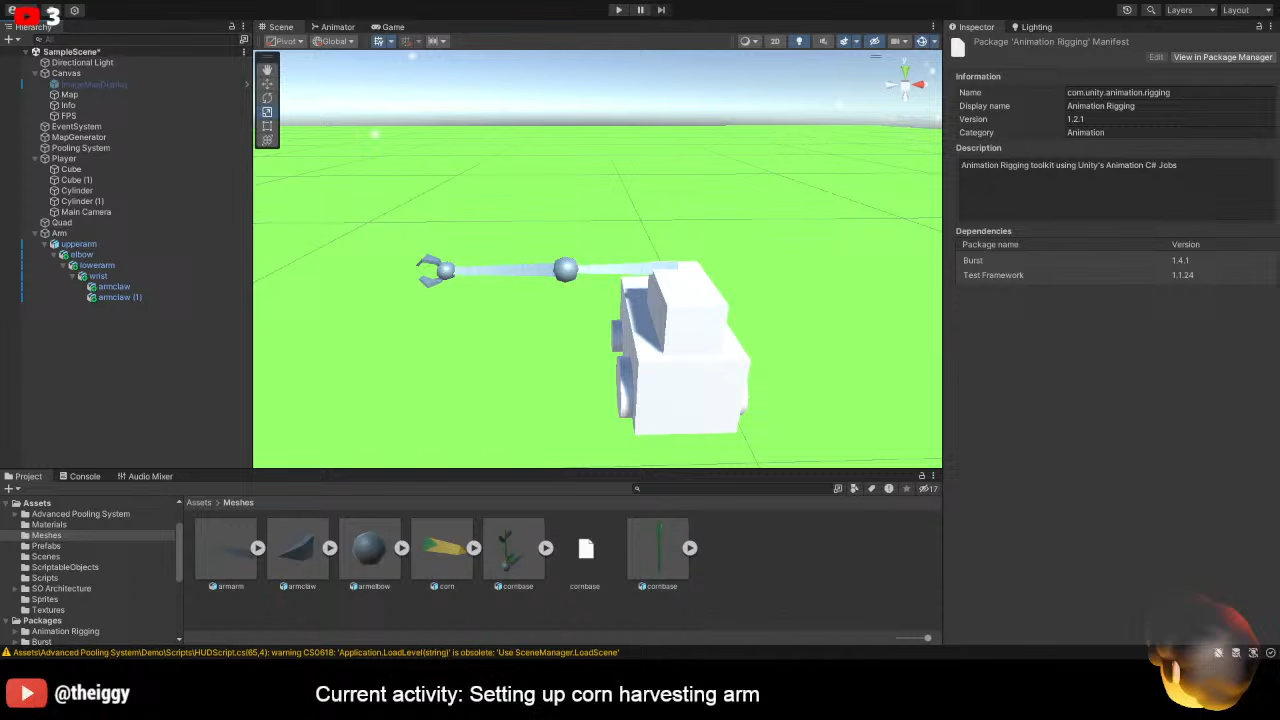 3
Hierarchy
All
SampleScene*
Directional Light
Canvas
Map
Info
FPS
EventSystem
MapGenerator
Pooling System
Player
Cube
Cube (1)
Cylinder
Cylinder (1)
Main Camera
Quad
Arm
upperarm
elbow
lowerarm
wrist
armclaw
armclaw (1)
Scene
Animator
Game
Pivot
Global
2D
y
Layers
Layout
Inspector
Lighting
Package 'Animation Rigging' Manifest
Edit
View in Package Manager
Information
Name com.unity.animation.rigging
Display name Animation Rigging
Version 1.2.1
Category Animation
Description
Animation Rigging toolkit using Unity's Animation C# Jobs
Dependencies
Package name Version
Burst 1.4.1
Test Framework 1.1.24
Project
Console
Audio Mixer
17
Assets
Advanced Pooling System
Materials
Meshes
Prefabs
Scenes
ScriptableObjects
Scripts
SO Architecture
Sprites
Textures
Packages
Animation Rigging
Burst
Assets > Meshes
armarm
armclaw
armelbow
corn
cornbase
cornbase
cornbase
Assets\Advanced Pooling System\Demo\Scripts\HUDScript.cs(65,4): warning CS0618: 'Application.LoadLevel(string)' is obsolete: 'Use SceneManager.LoadScene'
@theiggy
Current activity: Setting up corn harvesting arm